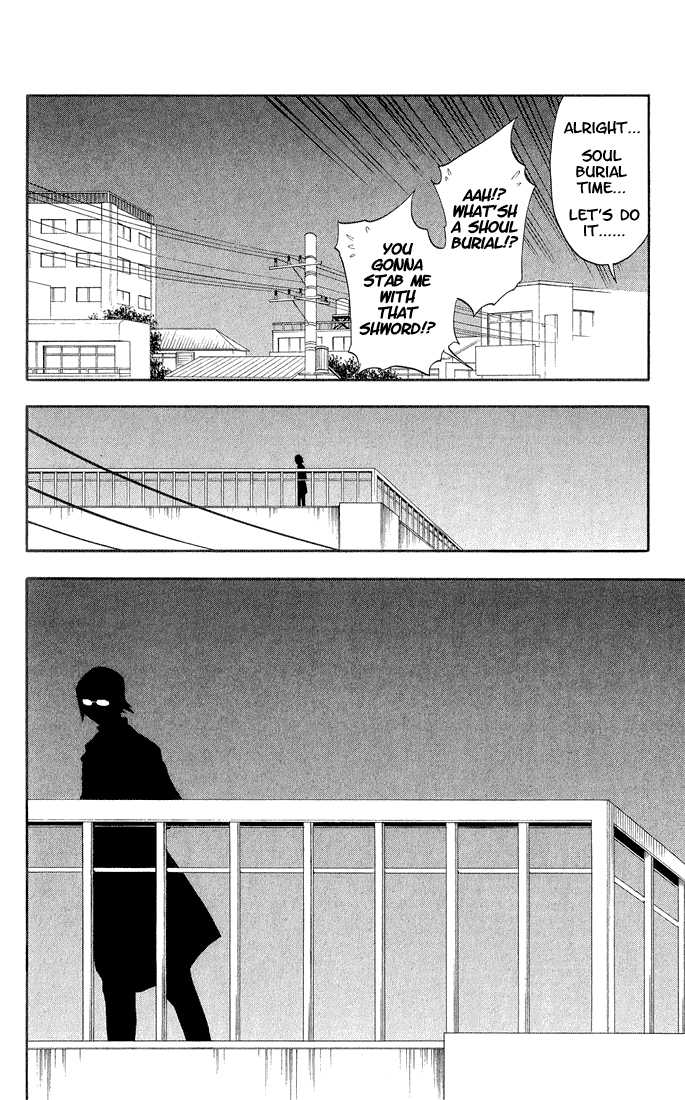 ALRIGHT...
SOUL
BURIAL
TIME...
LET'S DO
IT......
AAH!?
WHAT'SH
A SHOUL
BURIAL!?
YOU
GONNA
STAB ME
WITH
THAT
SHWORD!?